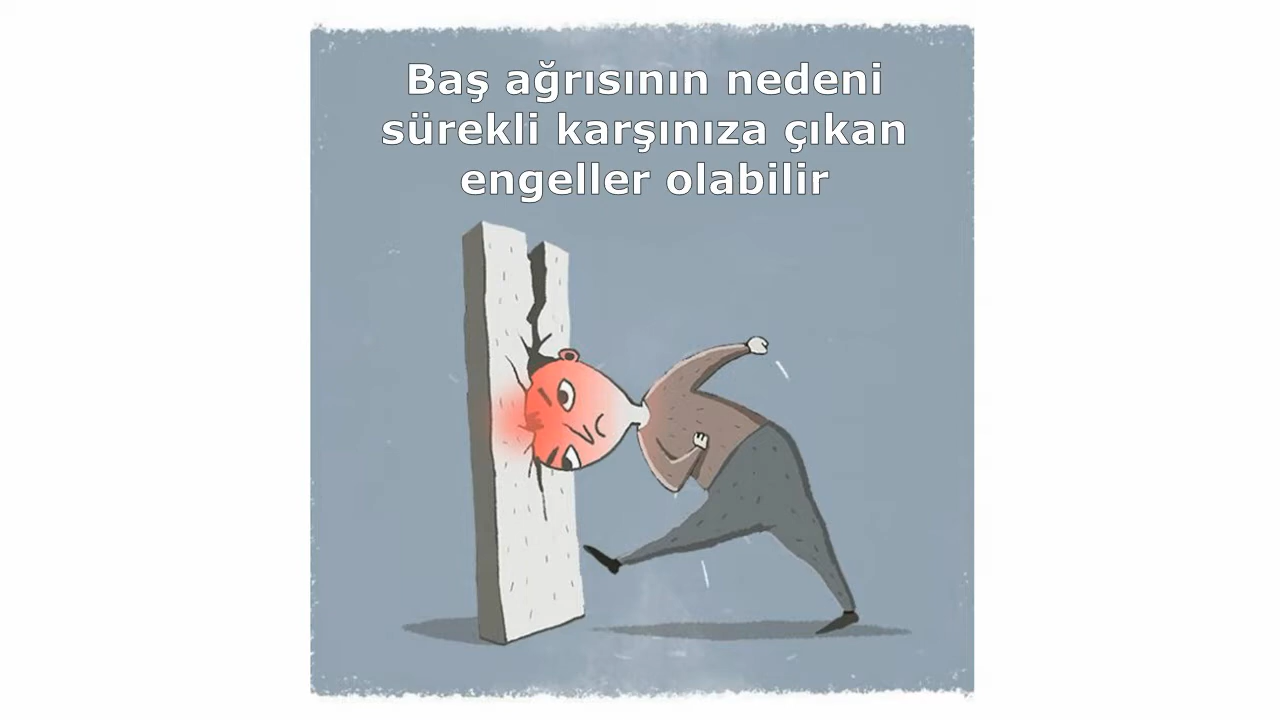 Baş ağrısının nedeni
sürekli karşınıza çıkan
engeller olabilir